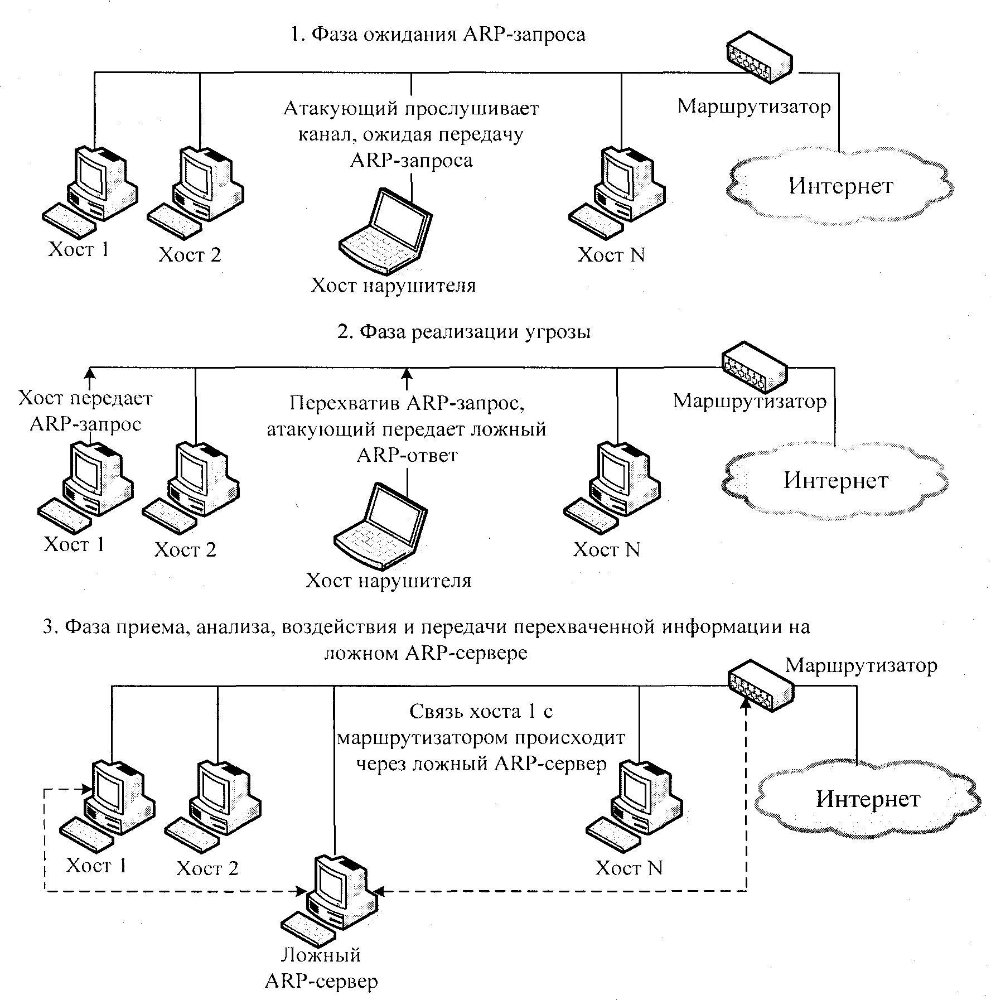 1. Фаза ожидания ARP-запроса
Маршрутизатор
Атакующий прослушивает
канал, ожидая передачу
ARP-запроса
Интернет
Хост 1
Хост 2
Хост N
Хост нарушителя
2. Фаза реализации угрозы
Хост передает
ARP-запрос
Перехватив ARP-запрос,
атакующий передает ложный
ARP-ответ
Маршрутизатор
Интернет
Хост 1
Хост 2
Хост N
Хост нарушителя
3. Фаза приема, анализа, воздействия и передачи перехваченной информации на
ложном ARP-сервере
Маршрутизатор
Связь хоста 1 с
маршрутизатором происходит
через ложный ARP-сервер
Интернет
Хост 1
Хост 2
Хост N
Ложный
ARP-сервер